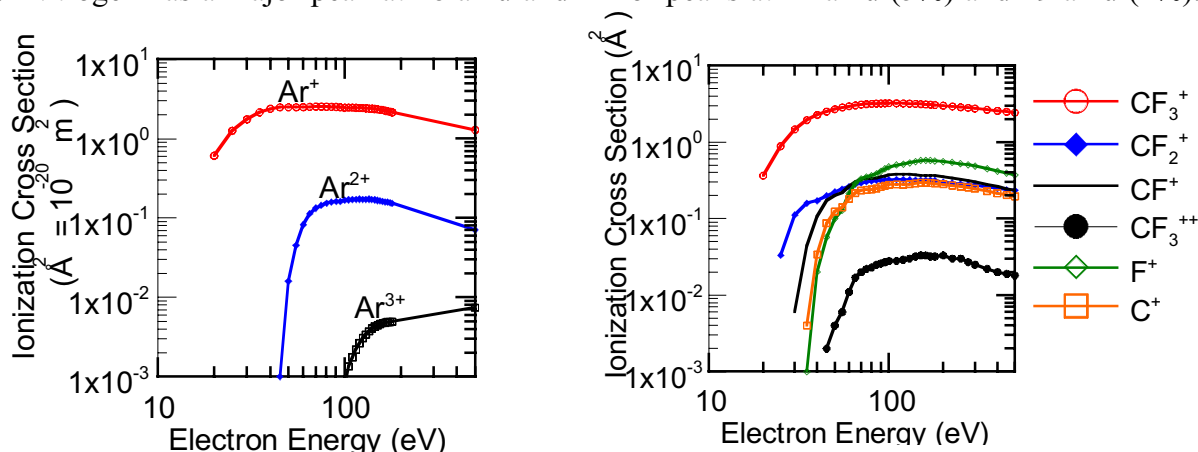 1x10¹
1x10⁰
1x10⁻¹
1x10⁻²
1x10⁻³
10
100
Electron Energy (eV)
Ionization Cross Section
(Å² = 10⁻²⁰ m²)
Ar⁺
Ar²⁺
Ar³⁺
1x10¹
1x10⁰
1x10⁻¹
1x10⁻²
1x10⁻³
10
100
Electron Energy (eV)
Ionization Cross Section (Å²)
CF₃⁺
CF₂⁺
CF⁺
CF₃⁺⁺
F⁺
C⁺